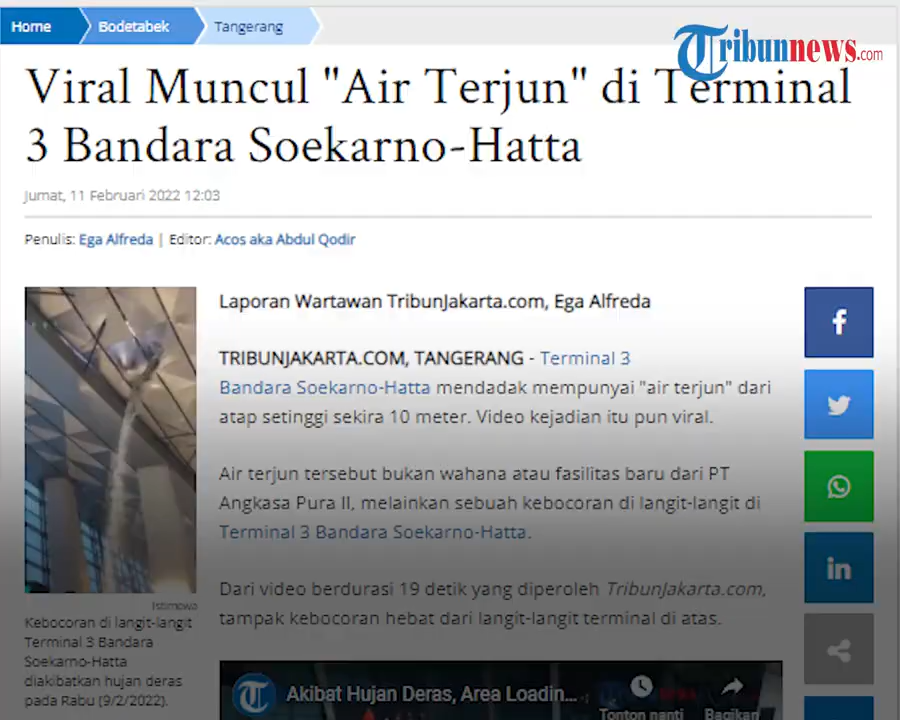 Home
Bodetabek
Tangerang
Tribunnews.com
Viral Muncul "Air Terjun" di Terminal
3 Bandara Soekarno-Hatta
Jumat, 11 Februari 2022 12:03
Penulis: Ega Alfreda | Editor: Acos aka Abdul Qodir
Laporan Wartawan TribunJakarta.com, Ega Alfreda
TRIBUNJAKARTA.COM, TANGERANG - Terminal 3
Bandara Soekarno-Hatta mendadak mempunyai "air terjun" dari
atap setinggi sekira 10 meter. Video kejadian itu pun viral.
Air terjun tersebut bukan wahana atau fasilitas baru dari PT
Angkasa Pura II, melainkan sebuah kebocoran di langit-langit di
Terminal 3 Bandara Soekarno-Hatta.
Dari video berdurasi 19 detik yang diperoleh TribunJakarta.com,
tampak kebocoran hebat dari langit-langit terminal di atas.
Istimewa
Kebocoran di langit-langit
Terminal 3 Bandara
Soekarno-Hatta
diakibatkan hujan deras
pada Rabu (9/2/2022).
Akibat Hujan Deras, Area Loadin...
Tonton nanti
Bagikan